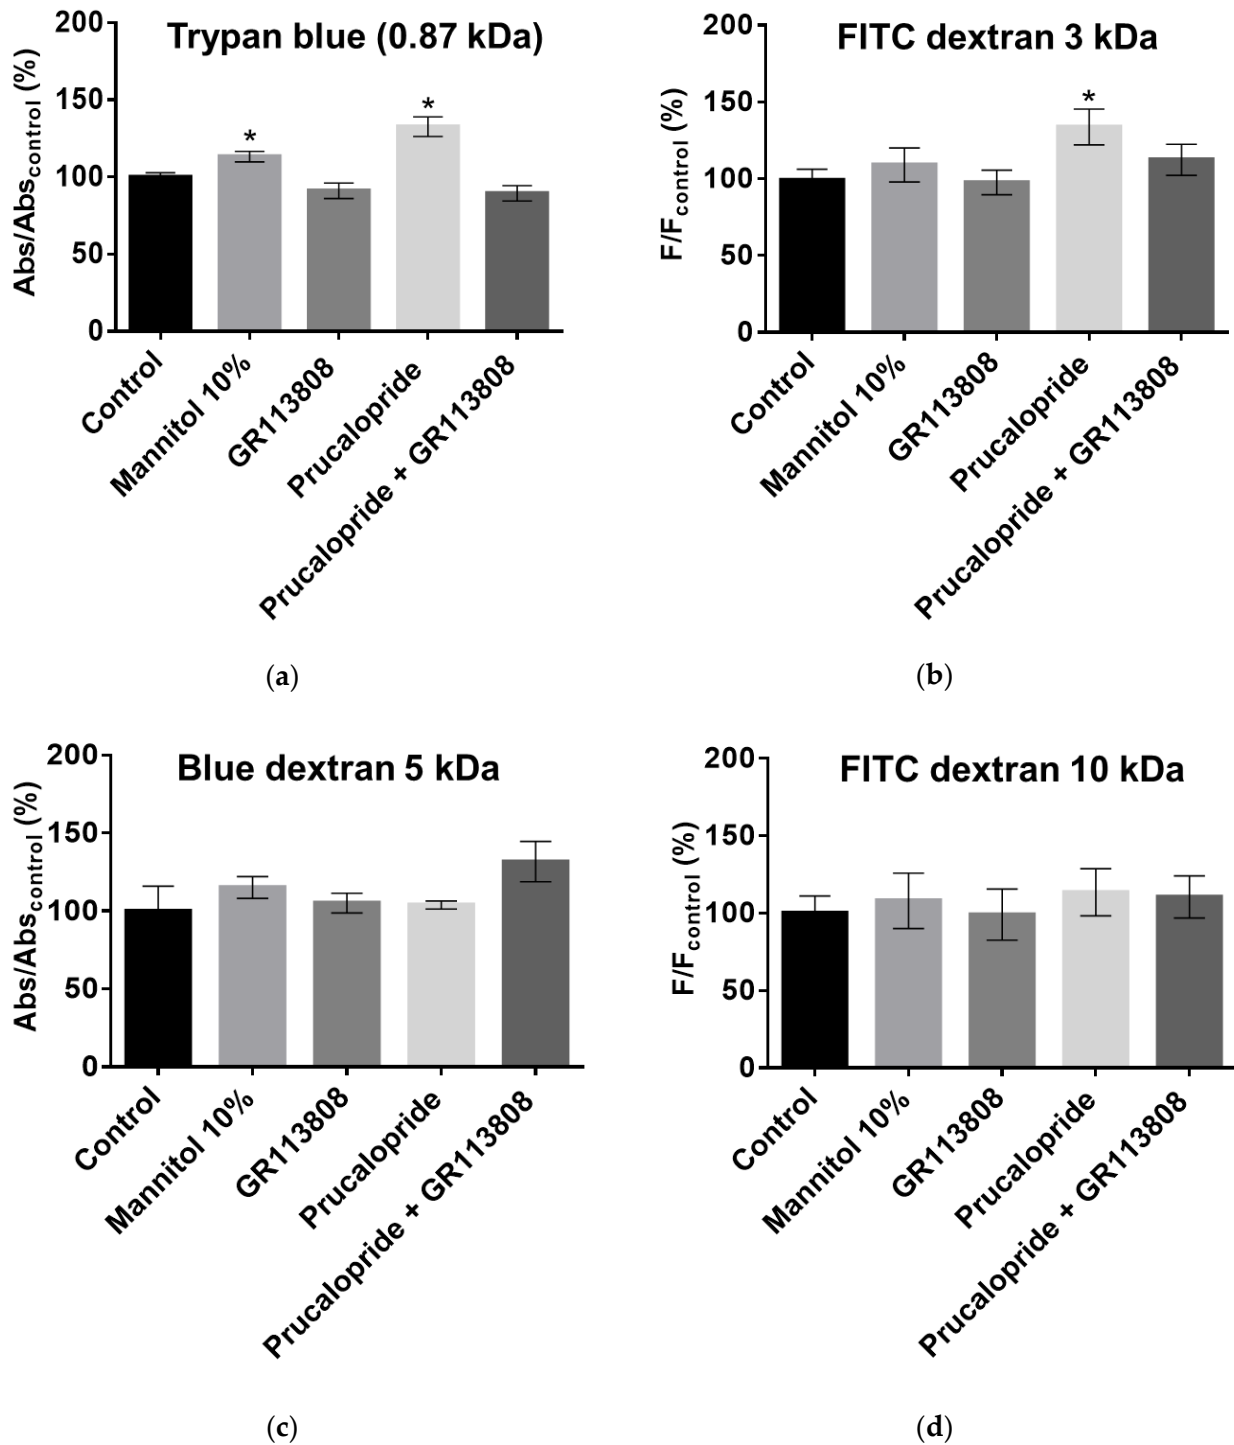 Trypan blue (0.87 kDa)
Abs/Abscontrol (%)
200
150
100
50
0
*
*
Control
Mannitol 10%
GR113808
Prucalopride
Prucalopride + GR113808
(a)
FITC dextran 3 kDa
F/Fcontrol (%)
200
150
100
50
0
*
Control
Mannitol 10%
GR113808
Prucalopride
Prucalopride + GR113808
(b)
Blue dextran 5 kDa
Abs/Abscontrol (%)
200
150
100
50
0
Control
Mannitol 10%
GR113808
Prucalopride
Prucalopride + GR113808
(c)
FITC dextran 10 kDa
F/Fcontrol (%)
200
150
100
50
0
Control
Mannitol 10%
GR113808
Prucalopride
Prucalopride + GR113808
(d)